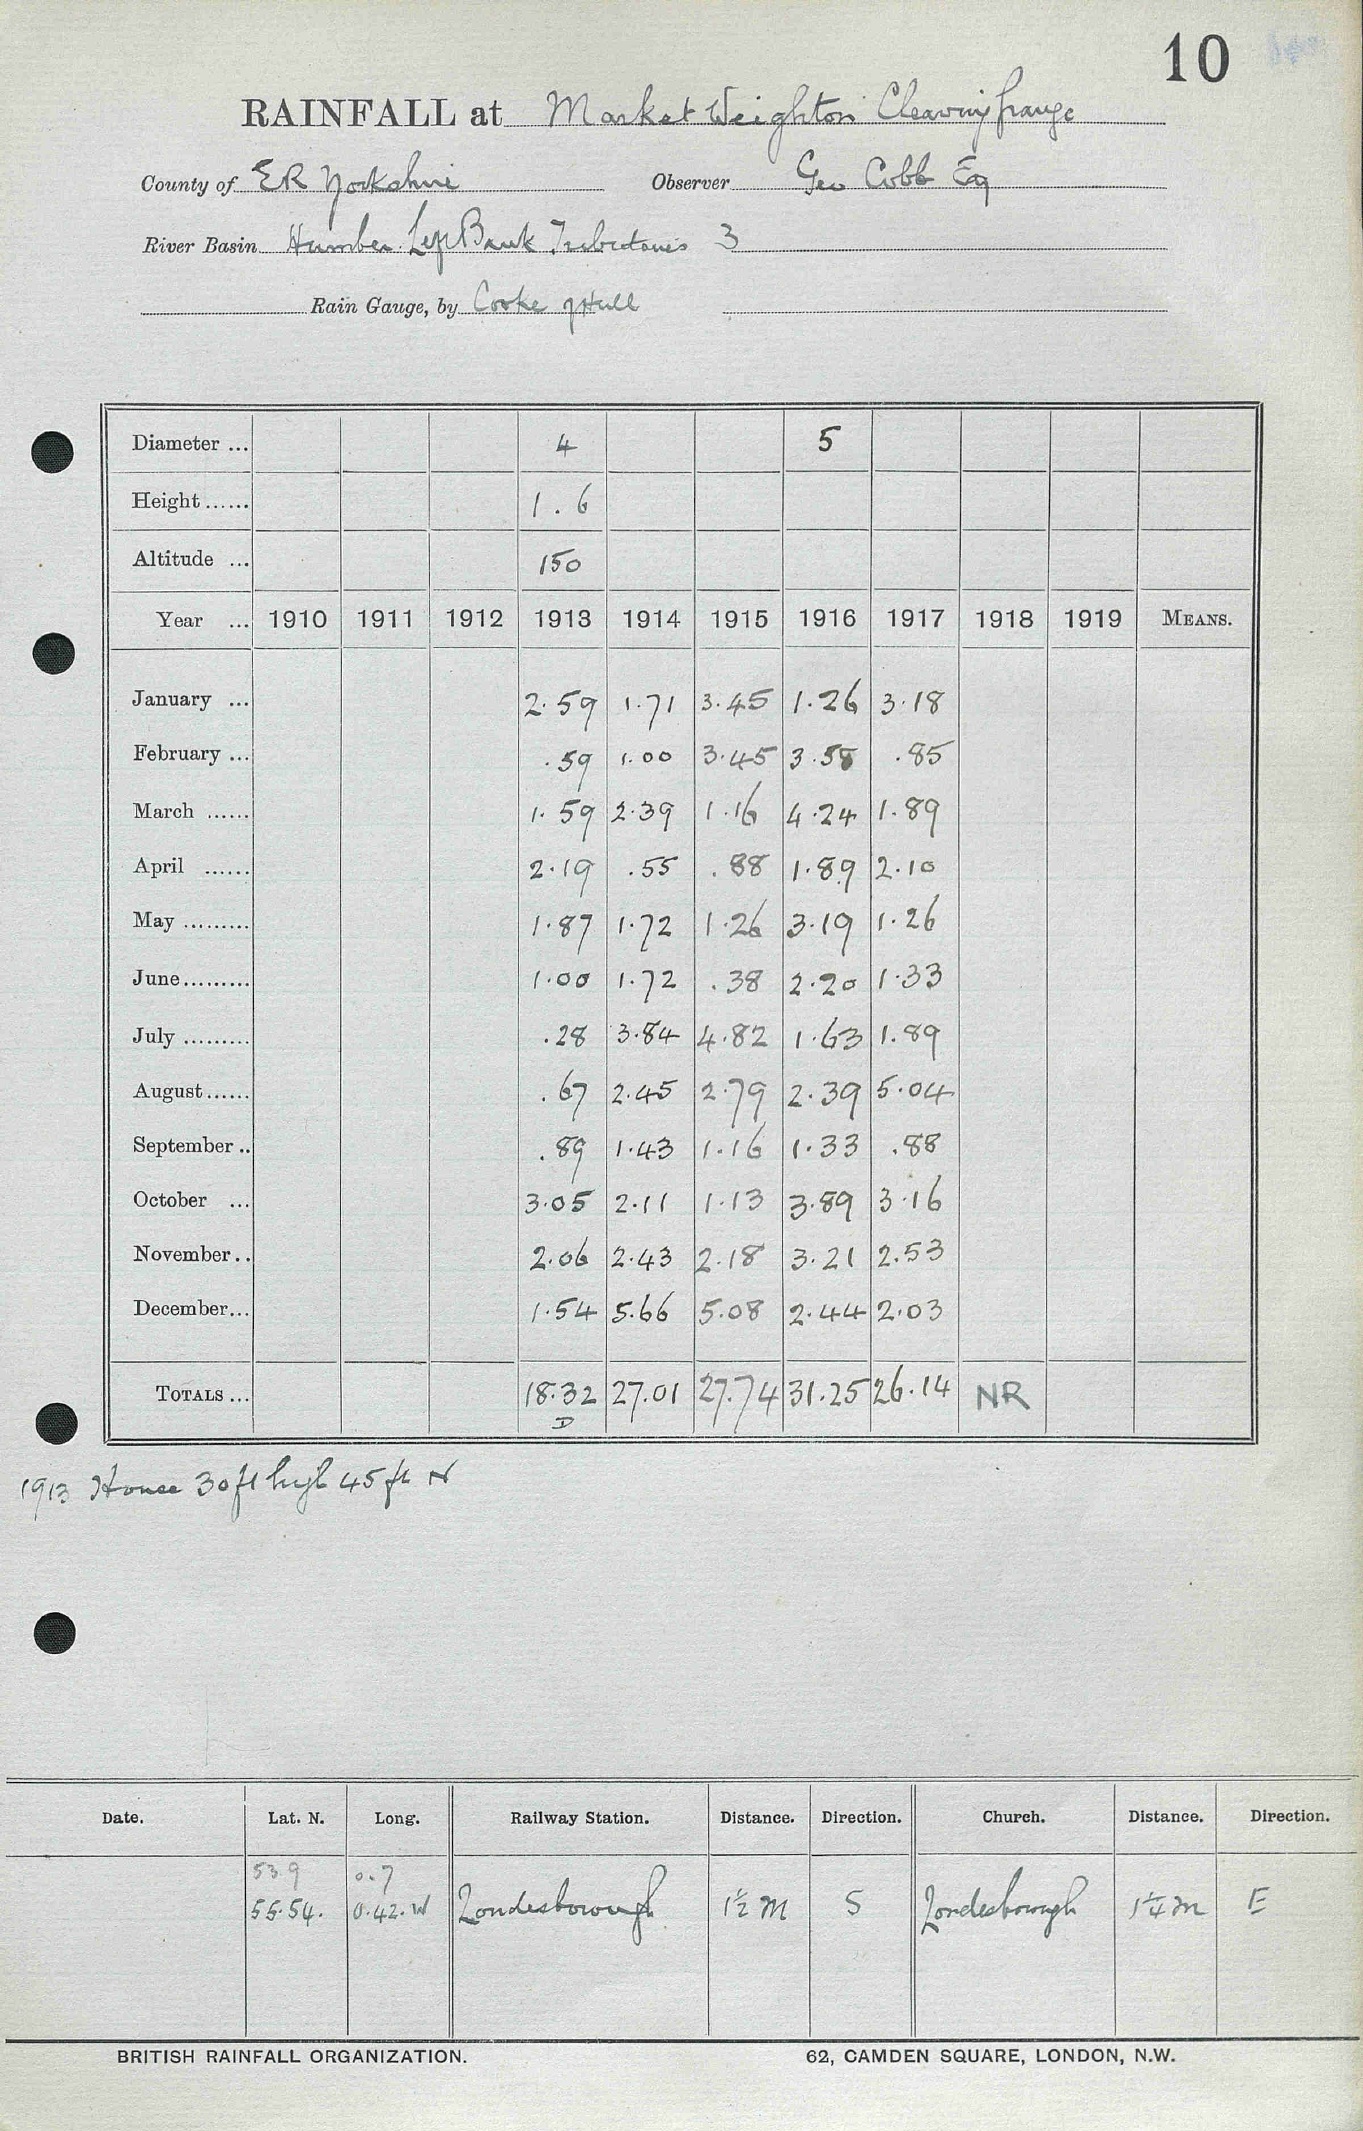 10
RAINFALL at Market Weighton Cleaving Grange
County of ER Yorkshire Observer Geo Cobb Esq
River Basin Humber Left Bank Tributaries 3
Rain Gauge, by Cooke of Hull
Diameter ... 4 5
Height ...... 1.6
Altitude ... 150
Year ... 1910 1911 1912 1913 1914 1915 1916 1917 1918 1919 MEANS.
January ... 2.59 1.71 3.45 1.26 3.18
February ... .59 1.00 3.45 3.58 .85
March ...... 1.59 2.39 1.16 4.24 1.89
April ...... 2.19 .55 .88 1.89 2.10
May ......... 1.87 1.72 1.26 3.19 1.26
June......... 1.00 1.72 .38 2.20 1.33
July ......... .28 3.84 4.82 1.63 1.89
August...... .67 2.45 2.79 2.39 5.04
September .. .89 1.43 1.16 1.33 .88
October ... 3.05 2.11 1.13 3.89 3.16
November.. 2.06 2.43 2.18 3.21 2.53
December... 1.54 5.66 5.08 2.44 2.03
TOTALS ... 18.32 27.01 27.74 31.25 26.14 NR
D
1913 House 30ft high 45ft N
Date. Lat. N. Long. Railway Station. Distance. Direction. Church. Distance. Direction.
53 9 0.7
55.54. 0.42.W Londesborough 1½ M S Londesborough 1¼ m E
BRITISH RAINFALL ORGANIZATION. 62, CAMDEN SQUARE, LONDON, N.W.